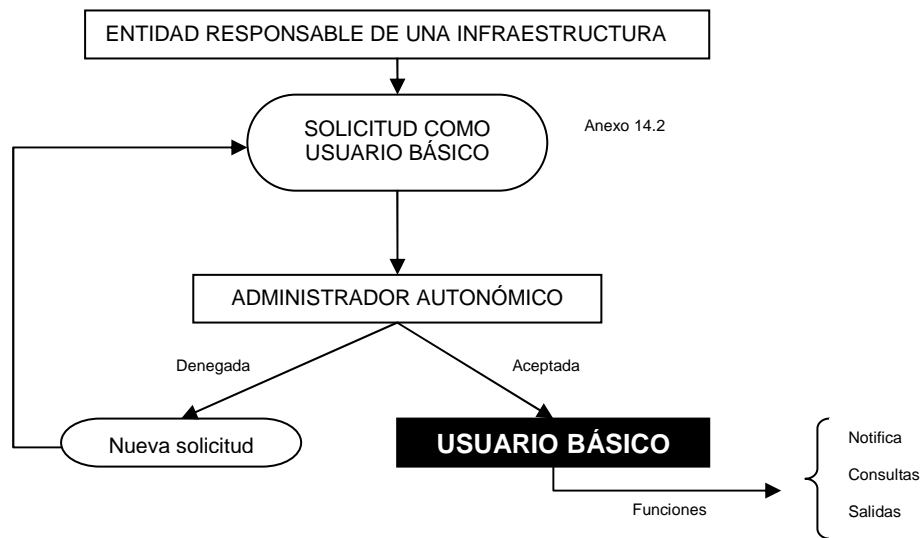 ENTIDAD RESPONSABLE DE UNA INFRAESTRUCTURA
SOLICITUD COMO
USUARIO BÁSICO
Anexo 14.2
ADMINISTRADOR AUTONÓMICO
Denegada
Aceptada
Nueva solicitud
USUARIO BÁSICO
Funciones
Notifica
Consultas
Salidas